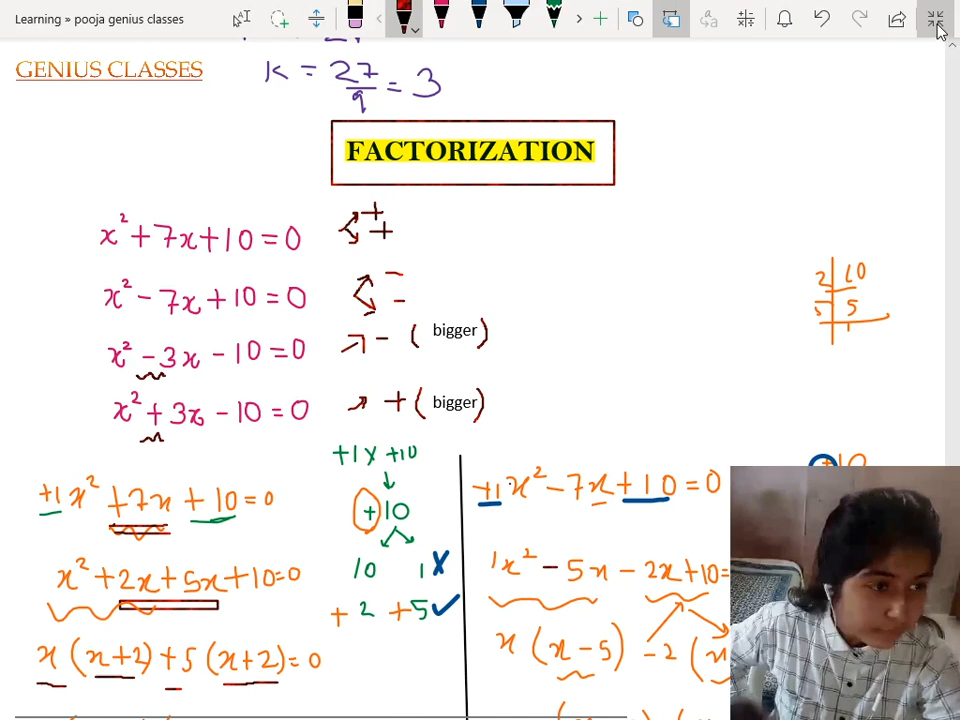 Learning » pooja genius classes
GENIUS CLASSES
K = 27/9 = 3
FACTORIZATION
x² + 7x + 10 = 0 + +
x² - 7x + 10 = 0 - -
x² - 3x - 10 = 0 - ( bigger )
x² + 3x - 10 = 0 + ( bigger )
2 | 10
5 | 5
1
+1 x +10
+10
10 1 X
+ 2 + 5 ✓
+1x² + 7x + 10 = 0
x² + 2x + 5x + 10 = 0
x (x + 2) + 5 (x + 2) = 0
+1x² - 7x + 10 = 0
1x² - 5x - 2x + 10 =
x (x - 5) - 2 (x
+10